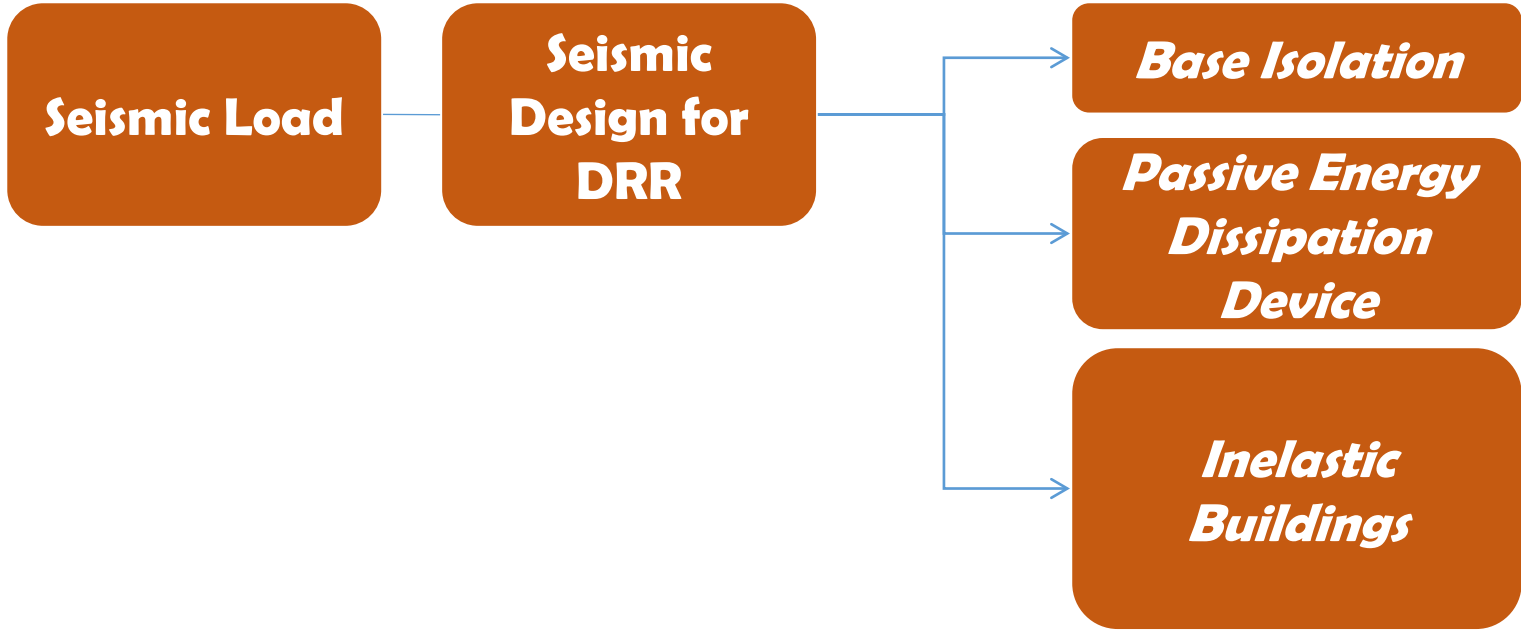 Seismic Load
Seismic
Design for
DRR
Base Isolation
Passive Energy
Dissipation
Device
Inelastic
Buildings